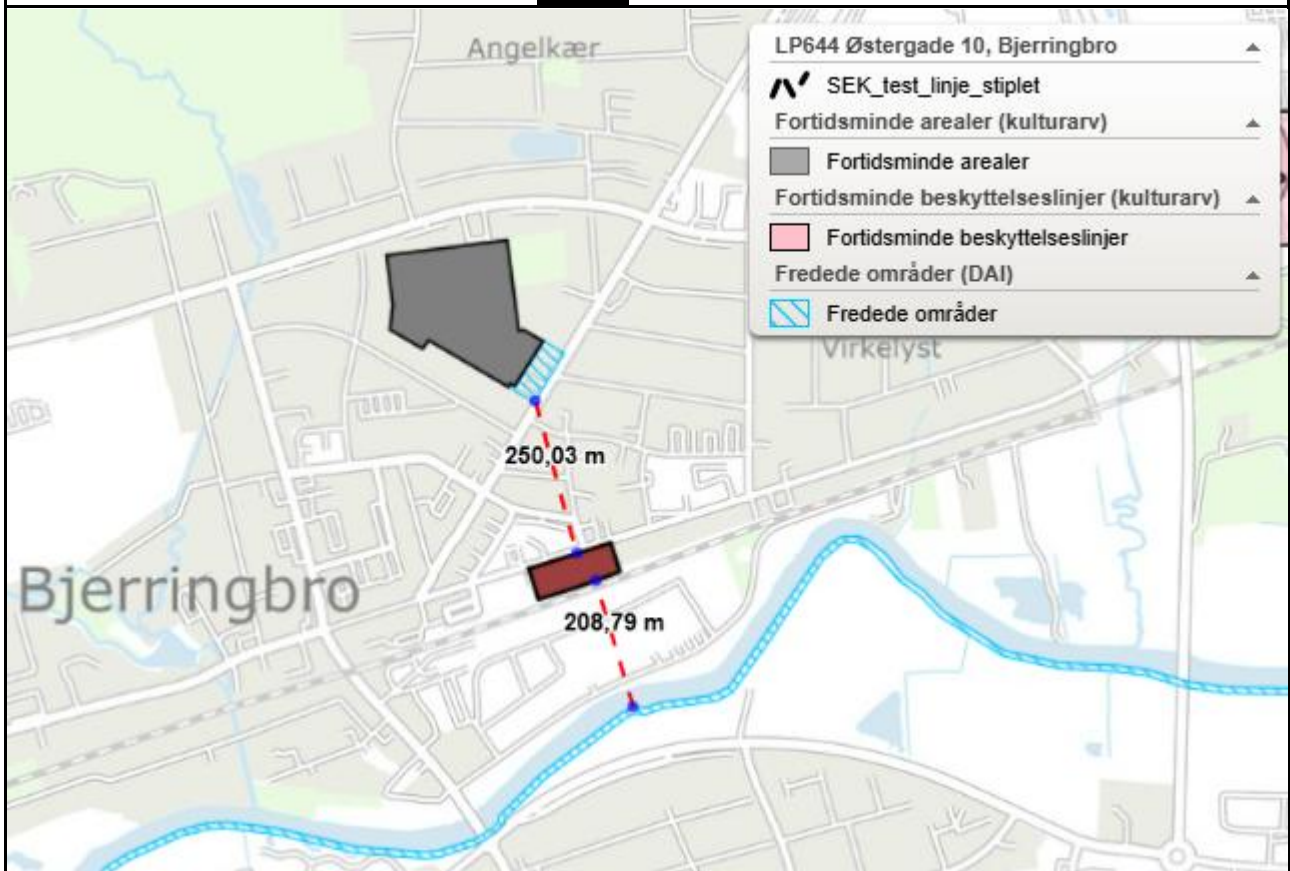 Angelkær
LP644 Østergade 10, Bjerringbro
SEK_test_linje_stiplet
Fortidsminde arealer (kulturarv)
Fortidsminde arealer
Fortidsminde beskyttelseslinjer (kulturarv)
Fortidsminde beskyttelseslinjer
Fredede områder (DAI)
Fredede områder
Virkelyst
250,03 m
Bjerringbro
208,79 m